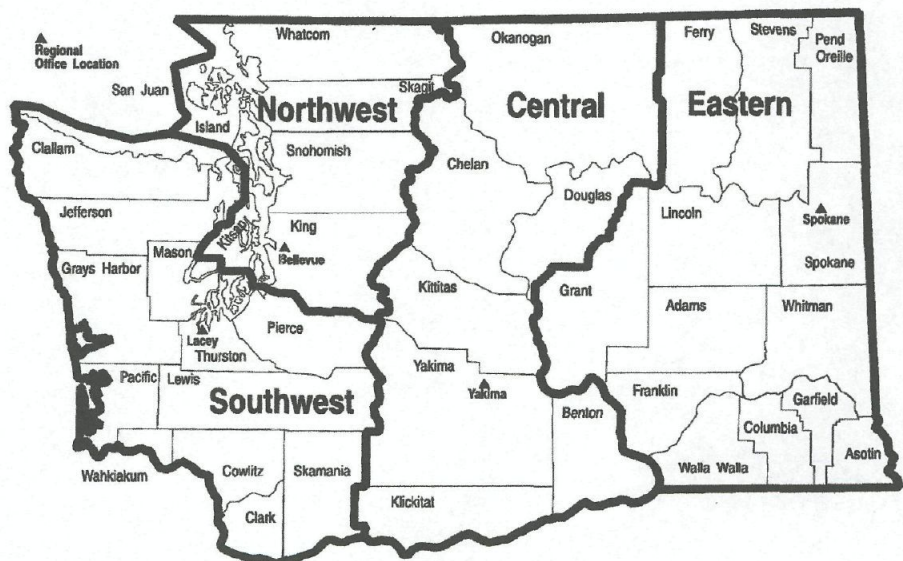 Regional
Office Location
San Juan
Island
Whatcom
Skagit
Northwest
Snohomish
King
Bellevue
Kitsap
Clallam
Jefferson
Mason
Grays Harbor
Lacey
Thurston
Pierce
Pacific
Lewis
Southwest
Wahkiakum
Cowlitz
Clark
Skamania
Okanogan
Central
Chelan
Douglas
Kittitas
Yakima
Yakima
Benton
Klickitat
Ferry
Stevens
Pend
Oreille
Eastern
Lincoln
Spokane
Spokane
Grant
Adams
Whitman
Franklin
Walla Walla
Columbia
Garfield
Asotin